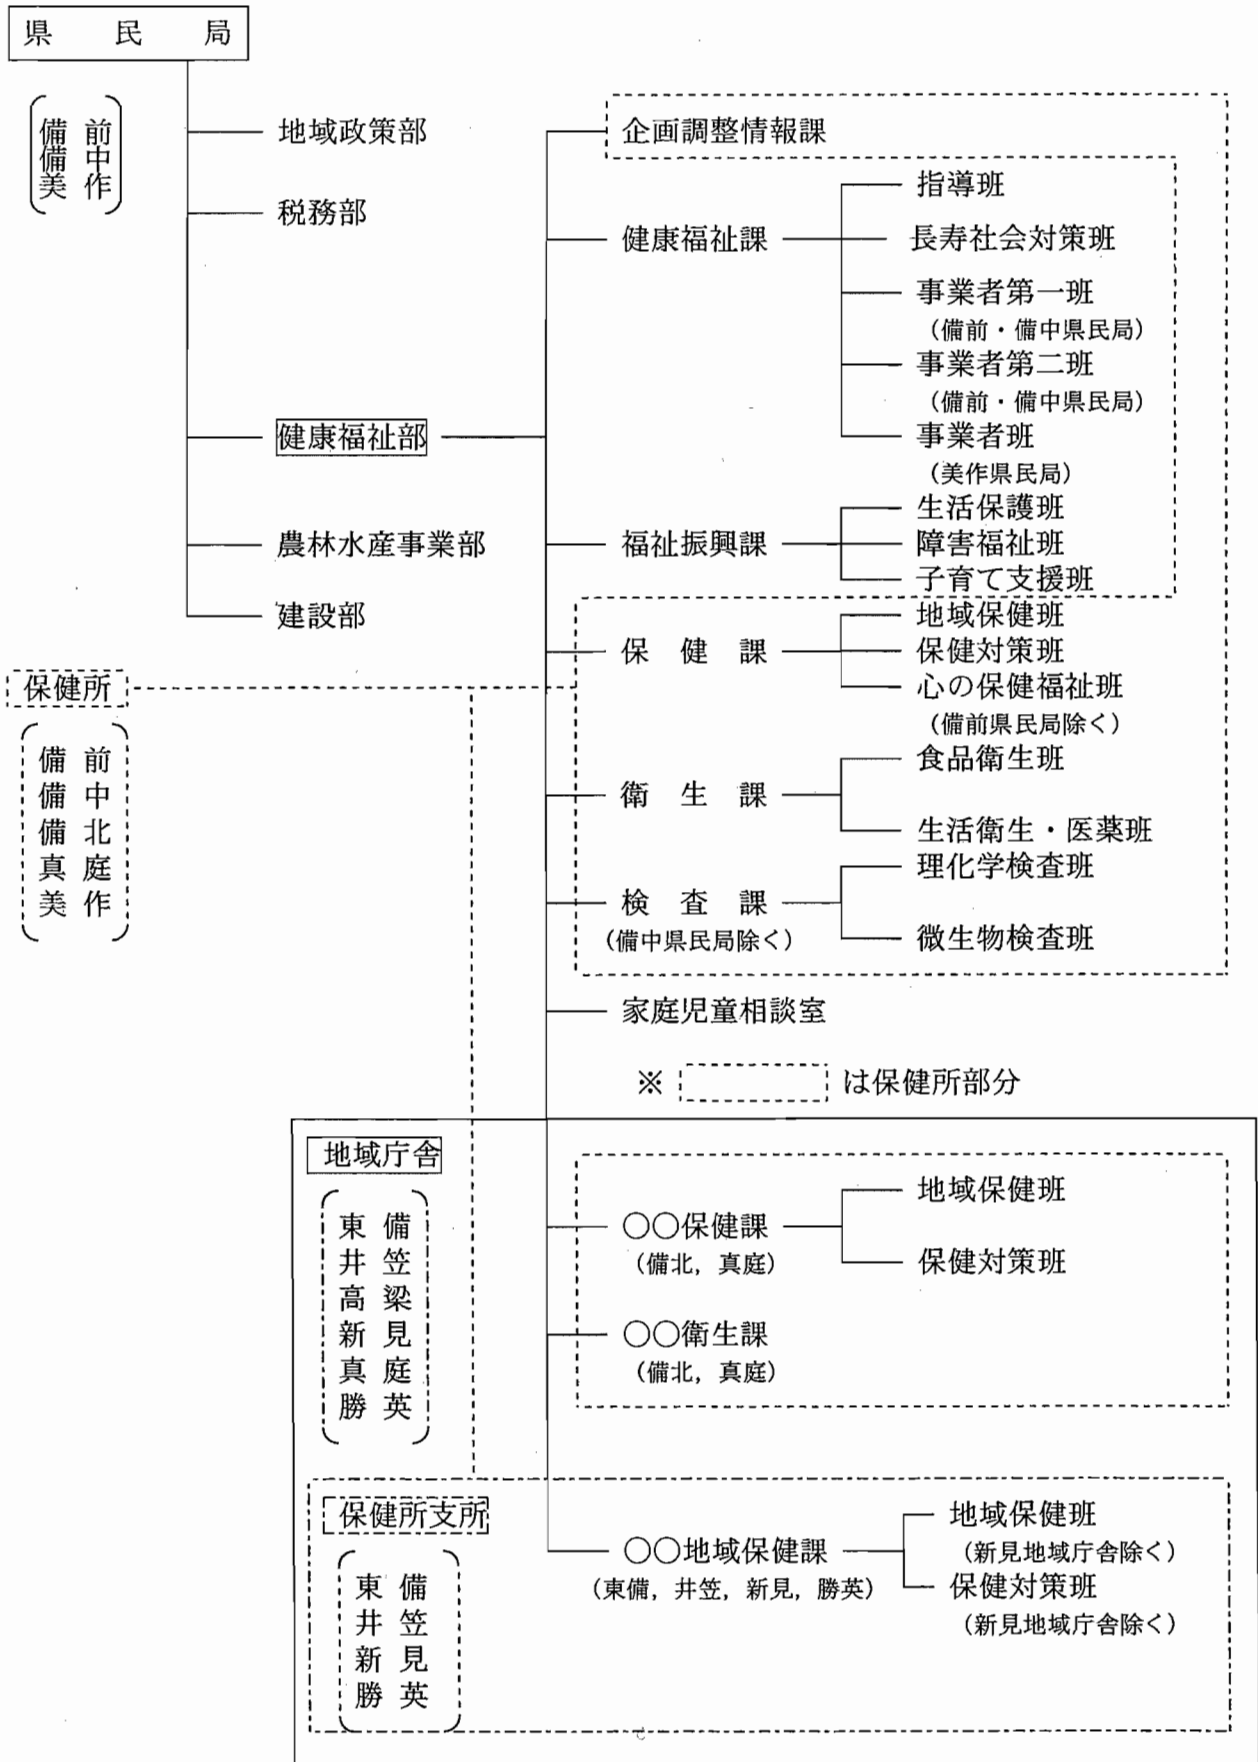 県民局
備前
備中
美作
地域政策部
税務部
健康福祉部
農林水産事業部
建設部
企画調整情報課
健康福祉課
指導班
長寿社会対策班
事業者第一班
(備前・備中県民局)
事業者第二班
(備前・備中県民局)
事業者班
(美作県民局)
福祉振興課
生活保護班
障害福祉班
子育て支援班
保健課
地域保健班
保健対策班
心の保健福祉班
(備前県民局除く)
衛生課
食品衛生班
生活衛生・医薬班
検査課
(備中県民局除く)
理化学検査班
微生物検査班
家庭児童相談室
※ は保健所部分
保健所
備前
備中
備北
真庭
美作
地域庁舎
東備
井笠
高梁
新見
真庭
勝英
○○保健課
(備北,真庭)
地域保健班
保健対策班
○○衛生課
(備北,真庭)
保健所支所
東備
井笠
新見
勝英
○○地域保健課
(東備,井笠,新見,勝英)
地域保健班
(新見地域庁舎除く)
保健対策班
(新見地域庁舎除く)